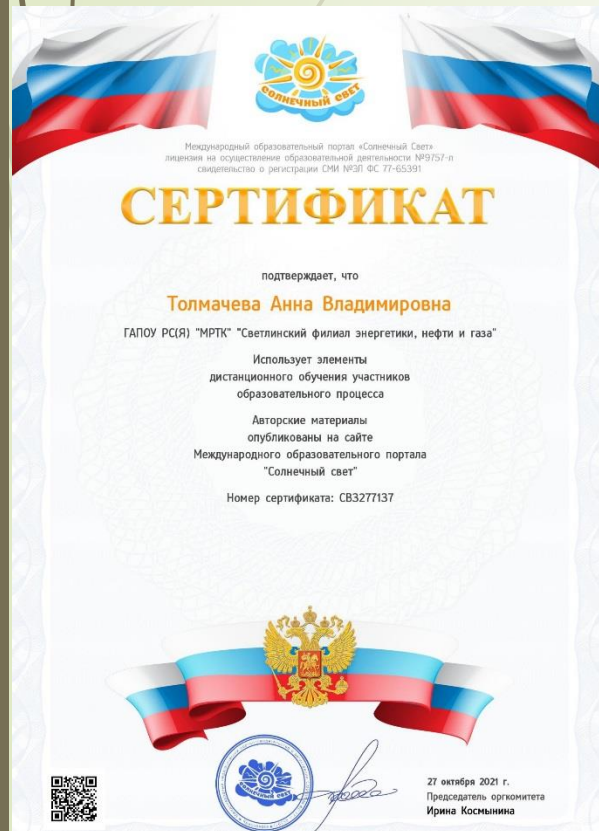 СОЛНЕЧНЫЙ СВЕТ
Международный образовательный портал «Солнечный Свет»
лицензия на осуществление образовательной деятельности №9757-л
свидетельство о регистрации СМИ №ЭЛ ФС 77-65391
СЕРТИФИКАТ
подтверждает, что
Толмачева Анна Владимировна
ГАПОУ РС(Я) "МРТК" "Светлинский филиал энергетики, нефти и газа"
Использует элементы
дистанционного обучения участников
образовательного процесса
Авторские материалы
опубликованы на сайте
Международного образовательного портала
"Солнечный свет"
Номер сертификата: СВ3277137
СОЛНЕЧНЫЙ СВЕТ
27 октября 2021 г.
Председатель оргкомитета
Ирина Космынина